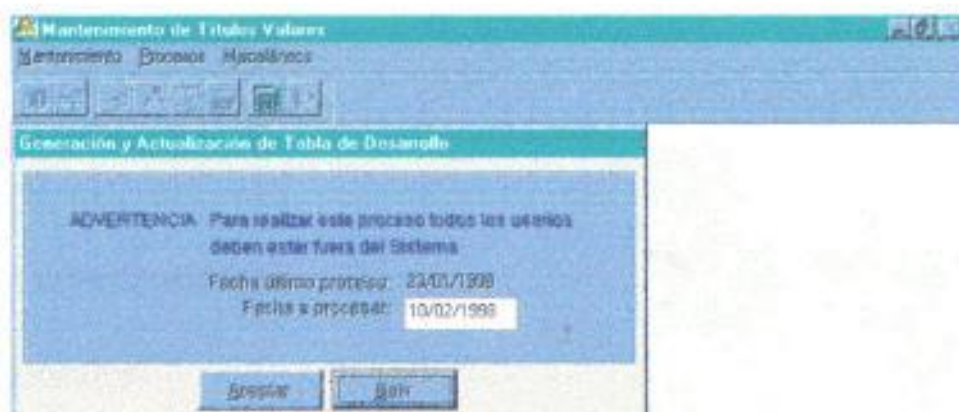 Mantenimiento de Títulos Valores
Mantenimiento Procesos Misceláneos
Generación y Actualización de Tabla de Desarrollo
ADVERTENCIA Para realizar este proceso todos los usuarios
deben estar fuera del Sistema
Fecha último proceso: 23/01/1998
Fecha a procesar: 10/02/1998
Aceptar Salir